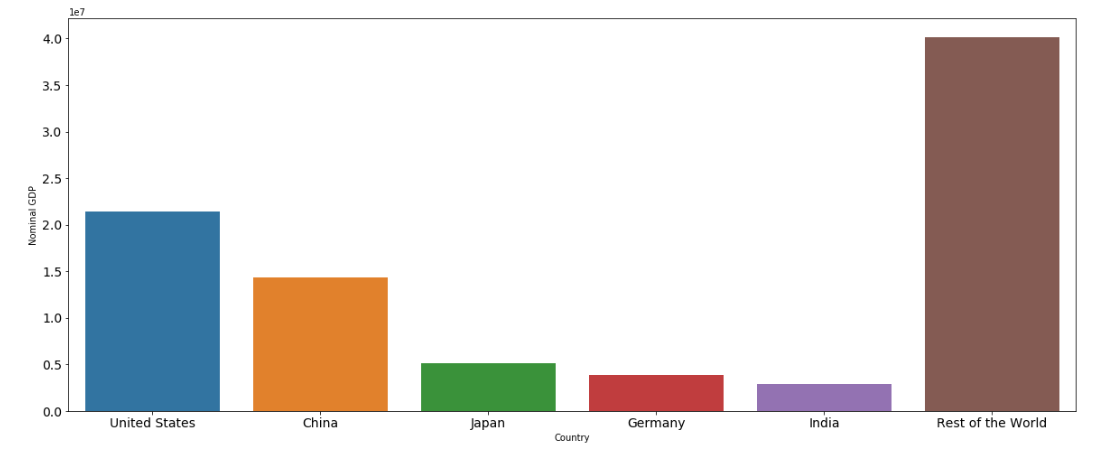 1e7
4.0
3.5
3.0
2.5
2.0
1.5
1.0
0.5
0.0
Nominal GDP
United States China Japan Germany India Rest of the World
Country